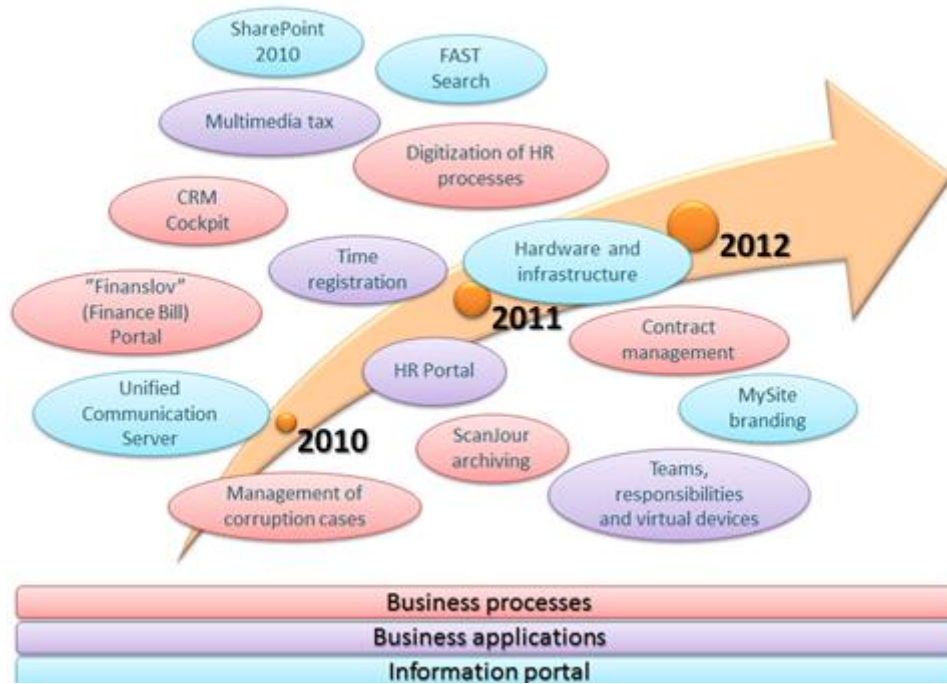 SharePoint
2010
FAST
Search
Multimedia tax
Digitization of HR
processes
CRM
Cockpit
Time
registration
Hardware and
infrastructure
2012
"Finanslov"
(Finance Bill)
Portal
2011
Contract
management
HR Portal
Unified
Communication
Server
MySite
branding
2010
ScanJour
archiving
Teams,
responsibilities
and virtual devices
Management of
corruption cases
Business processes
Business applications
Information portal